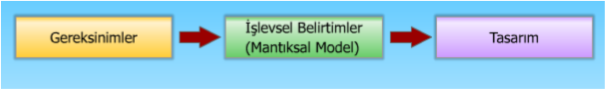 Gereksinimler
İşlevsel Belirtimler
(Mantıksal Model)
Tasarım